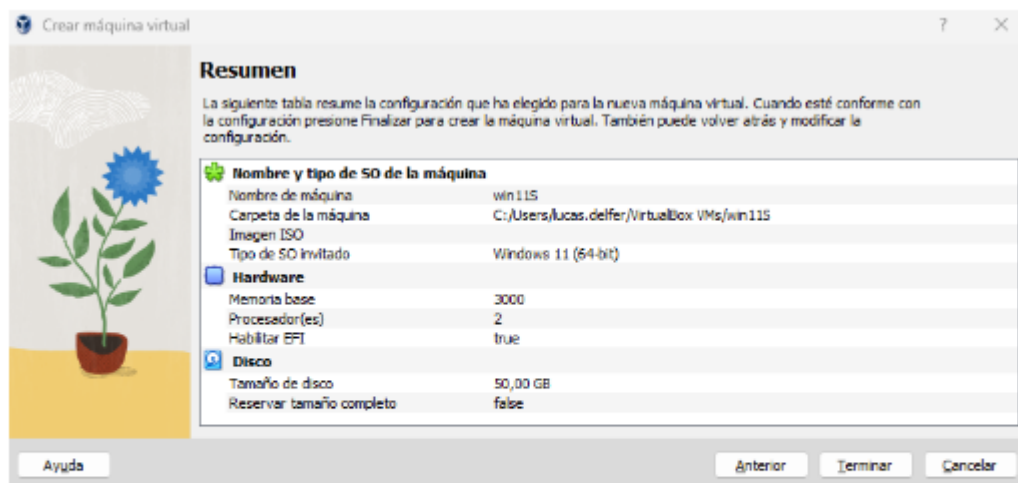 Crear máquina virtual
Resumen
La siguiente tabla resume la configuración que ha elegido para la nueva máquina virtual. Cuando esté conforme con
la configuración presione Finalizar para crear la máquina virtual. También puede volver atrás y modificar la
configuración.
Nombre y tipo de SO de la máquina
Nombre de máquina win11S
Carpeta de la máquina C:/Users/lucas.delfer/VirtualBox VMs/win11S
Imagen ISO
Tipo de SO invitado Windows 11 (64-bit)
Hardware
Memoria base 3000
Procesador(es) 2
Habilitar EFI true
Disco
Tamaño de disco 50,00 GB
Reservar tamaño completo false
Ayuda Anterior Terminar Cancelar